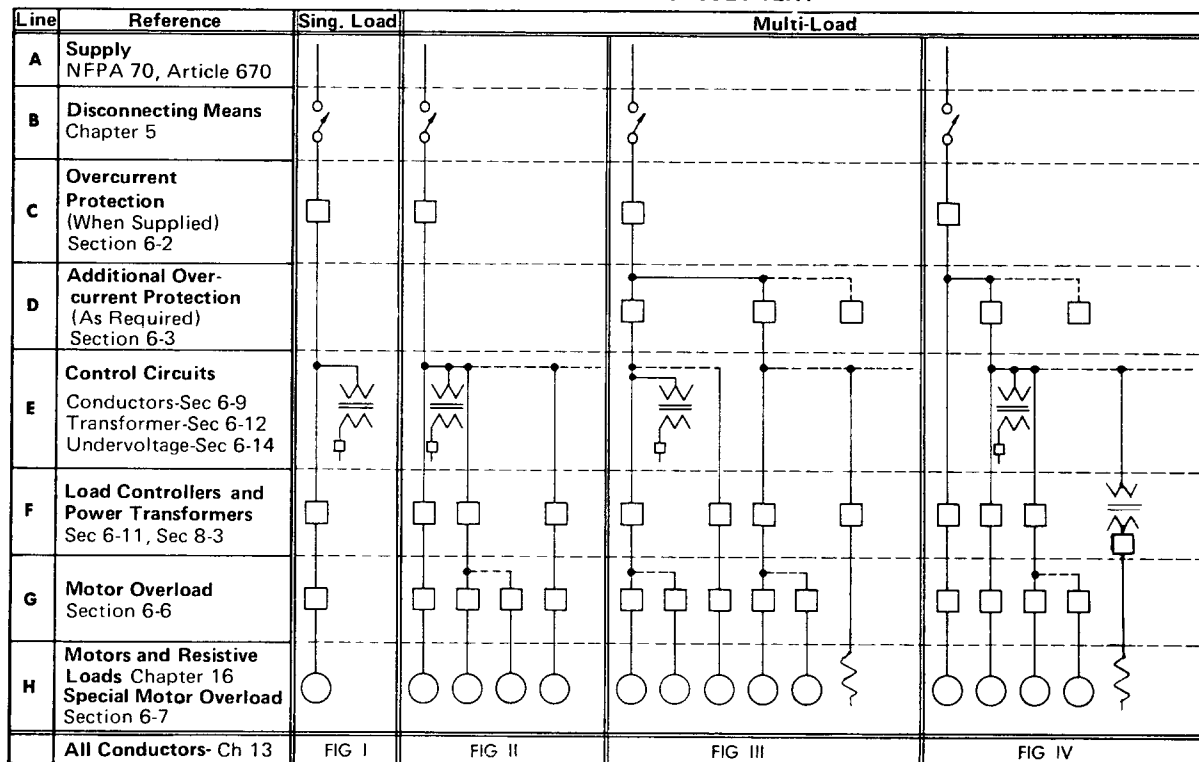 Line Reference Sing. Load Multi-Load
A Supply
NFPA 70, Article 670
B Disconnecting Means
Chapter 5
C Overcurrent
Protection
(When Supplied)
Section 6-2
D Additional Over-
current Protection
(As Required)
Section 6-3
E Control Circuits
Conductors-Sec 6-9
Transformer-Sec 6-12
Undervoltage-Sec 6-14
F Load Controllers and
Power Transformers
Sec 6-11, Sec 8-3
G Motor Overload
Section 6-6
H Motors and Resistive
Loads Chapter 16
Special Motor Overload
Section 6-7
All Conductors- Ch 13 FIG I FIG II FIG III FIG IV